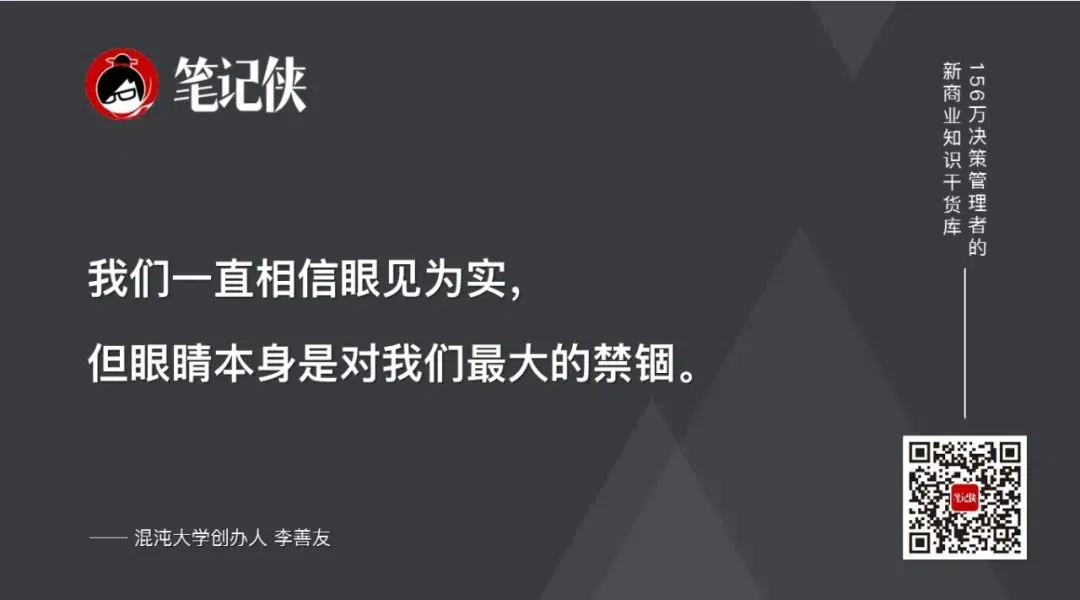 笔记侠
156万决策管理者的
新商业知识干货库
我们一直相信眼见为实，
但眼睛本身是对我们最大的禁锢。
—— 混沌大学创办人 李善友
笔记侠